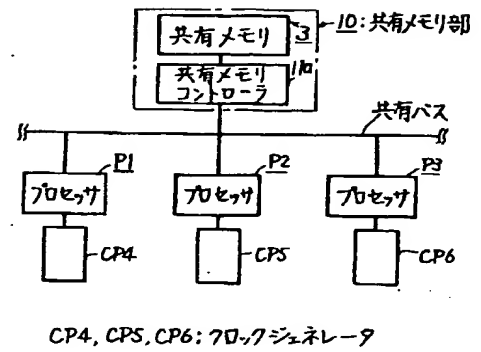 共有メモリ 3 10:共有メモリ部
共有メモリ
コントローラ 11a
共有バス
P1 P2 P3
プロセッサ プロセッサ プロセッサ
CP4 CP5 CP6
CP4, CP5, CP6; クロックジェネレータ